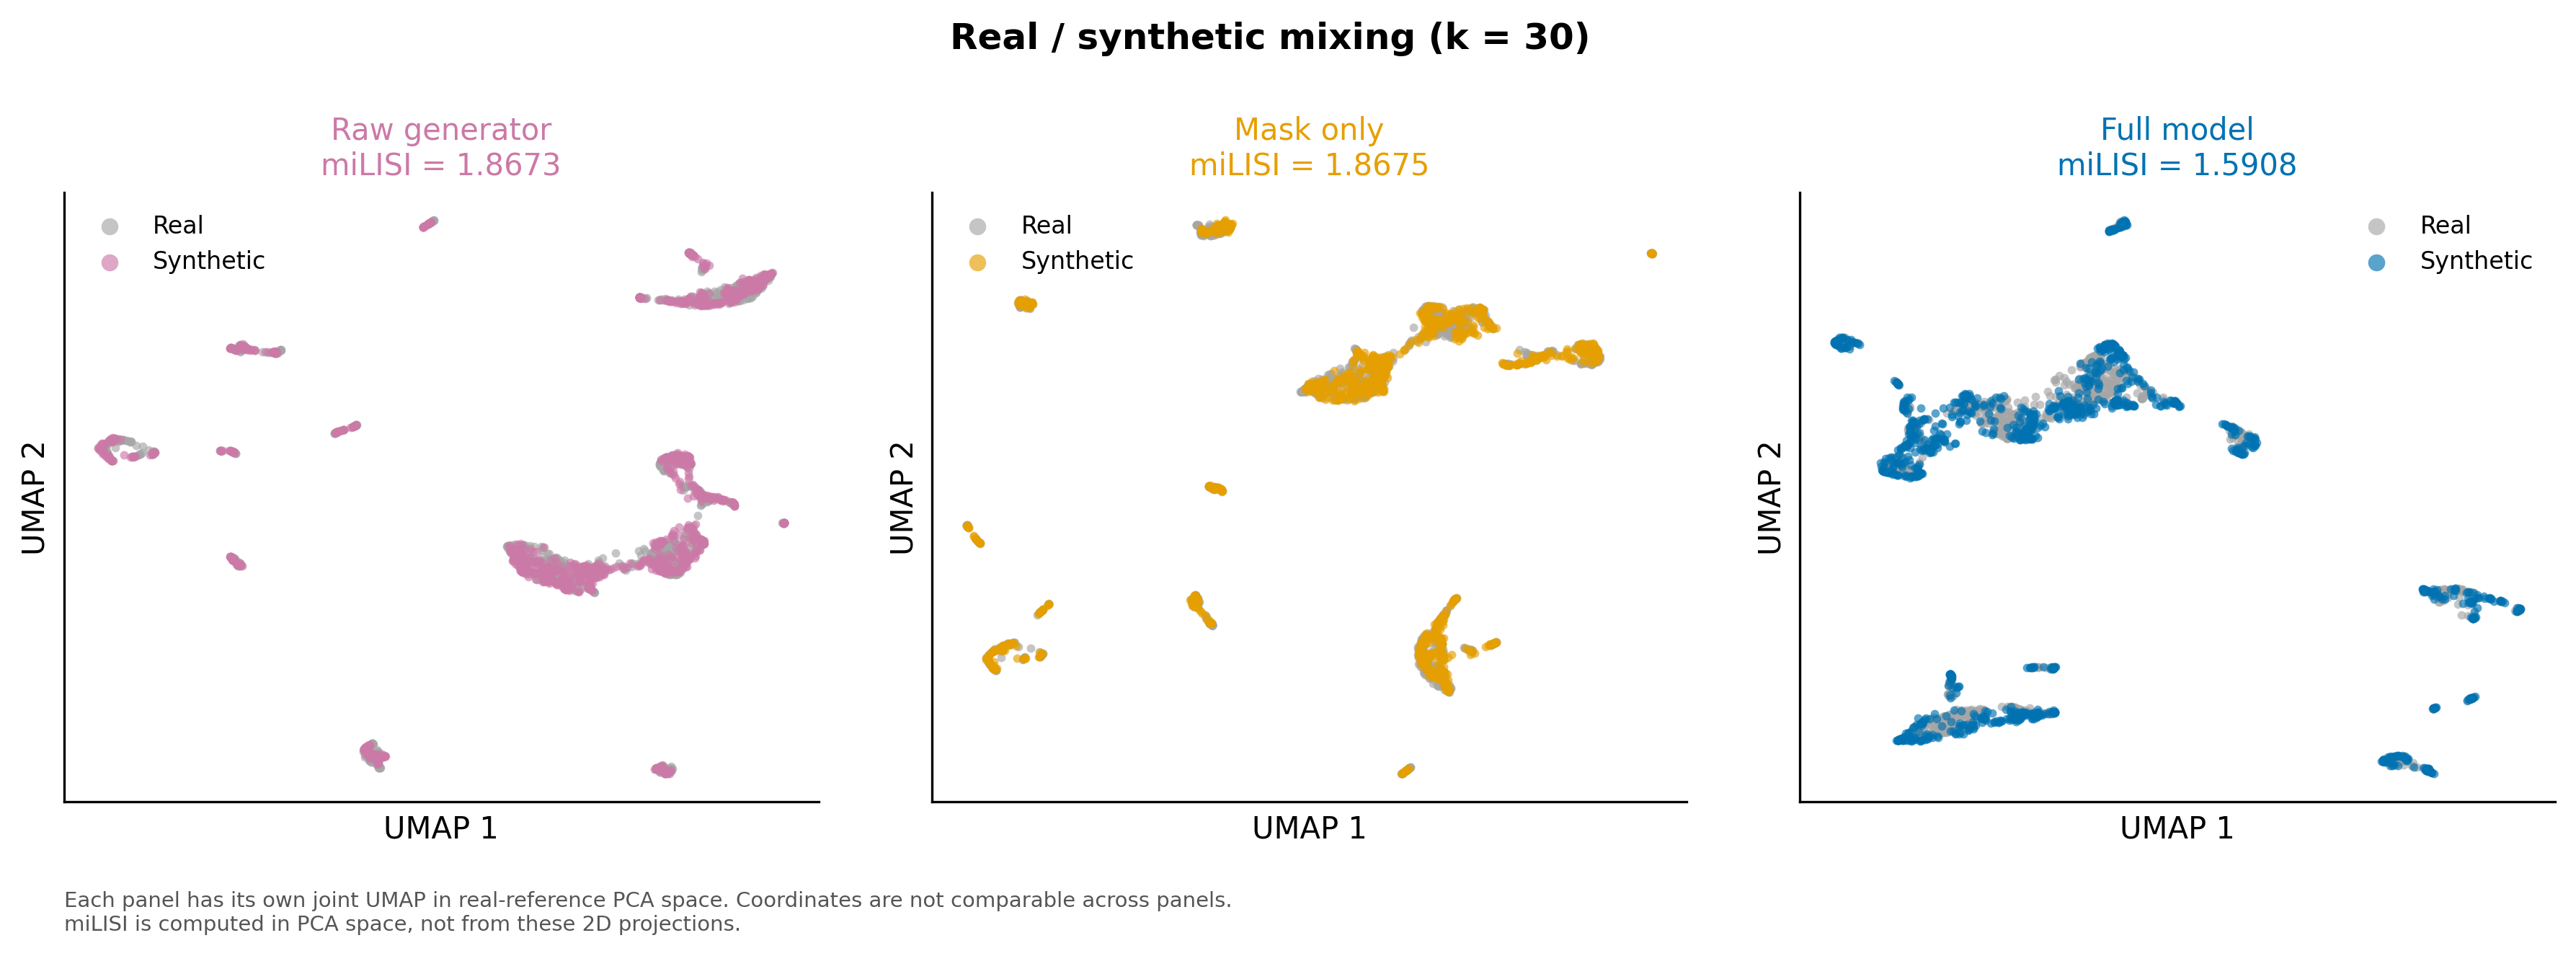 Real / synthetic mixing (k = 30)
Raw generator
miLISI = 1.8673
Real
Synthetic
UMAP 2
UMAP 1
Mask only
miLISI = 1.8675
Real
Synthetic
UMAP 2
UMAP 1
Full model
miLISI = 1.5908
Real
Synthetic
UMAP 2
UMAP 1
Each panel has its own joint UMAP in real-reference PCA space. Coordinates are not comparable across panels.
miLISI is computed in PCA space, not from these 2D projections.